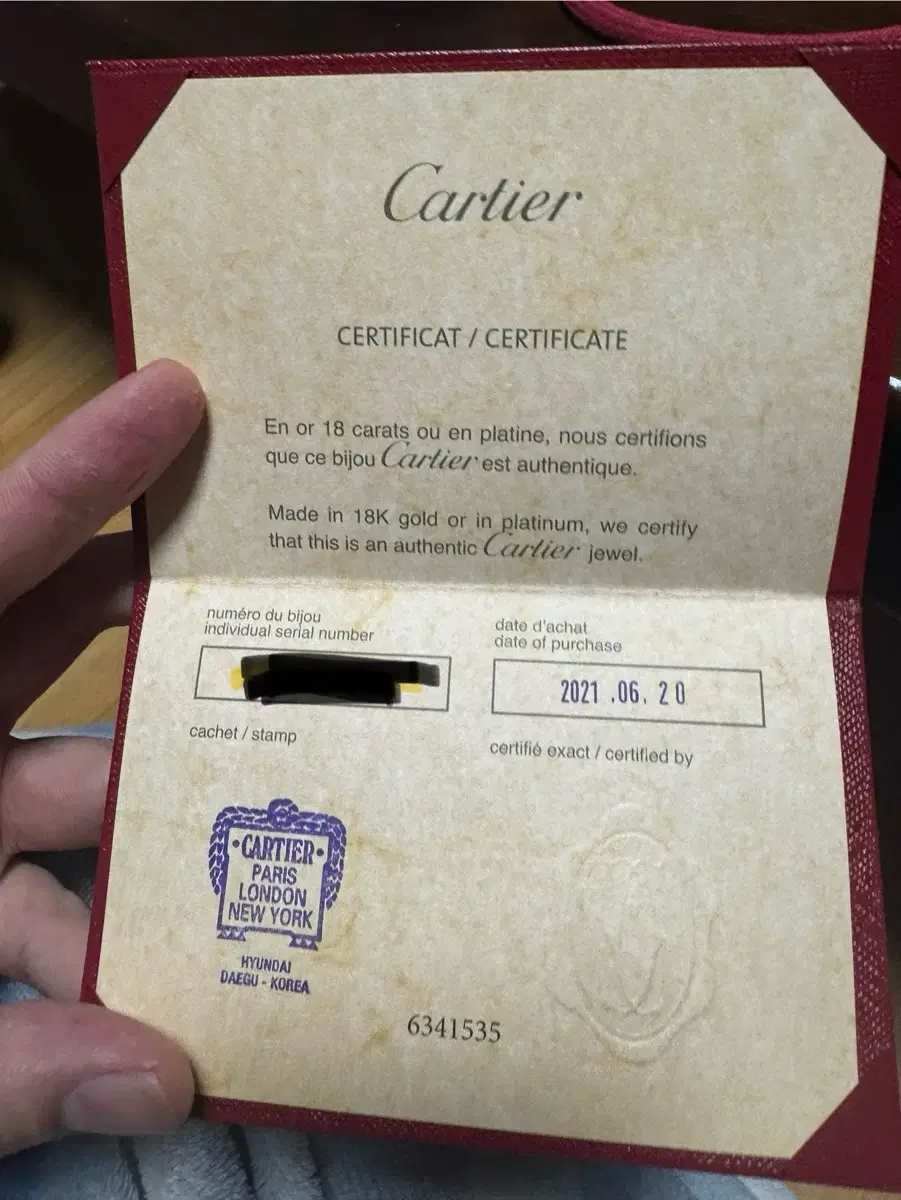 Cartier
CERTIFICAT / CERTIFICATE
En or 18 carats ou en platine, nous certifions
que ce bijou Cartier est authentique.
Made in 18K gold or in platinum, we certify
that this is an authentic Cartier jewel.
numéro du bijou
individual serial number
date d'achat
date of purchase
2021 .06. 20
cachet / stamp
certifié exact / certified by
•CARTIER•
PARIS
LONDON
NEW YORK
HYUNDAI
DAEGU - KOREA
6341535